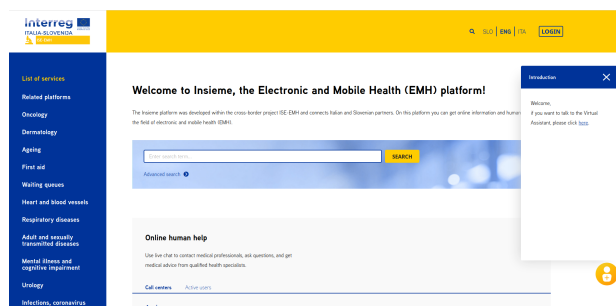 Interreg
ITALIA-SLOVENIJA
SLO ENG ITA LOGIN
List of services
Related platforms
Oncology
Dermatology
Ageing
First aid
Waiting queues
Heart and blood vessels
Respiratory diseases
Adult and sexually
transmitted diseases
Mental illness and
cognitive impairment
Urology
Infections, coronavirus
Welcome to Insieme, the Electronic and Mobile Health (EMH) platform!
The Insieme platform was developed within the cross-border project ISE-EMH and connects Italian and Slovenian partners. On this platform you can get online information and human
the field of electronic and mobile health (EMH).
Enter search term...
SEARCH
Advanced search
Online human help
Use live chat to contact medical professionals, ask questions, and get
medical advice from qualified health specialists.
Call centers Active users
Introduction
Welcome,
if you want to talk to the Virtual
Assistant, please click here.